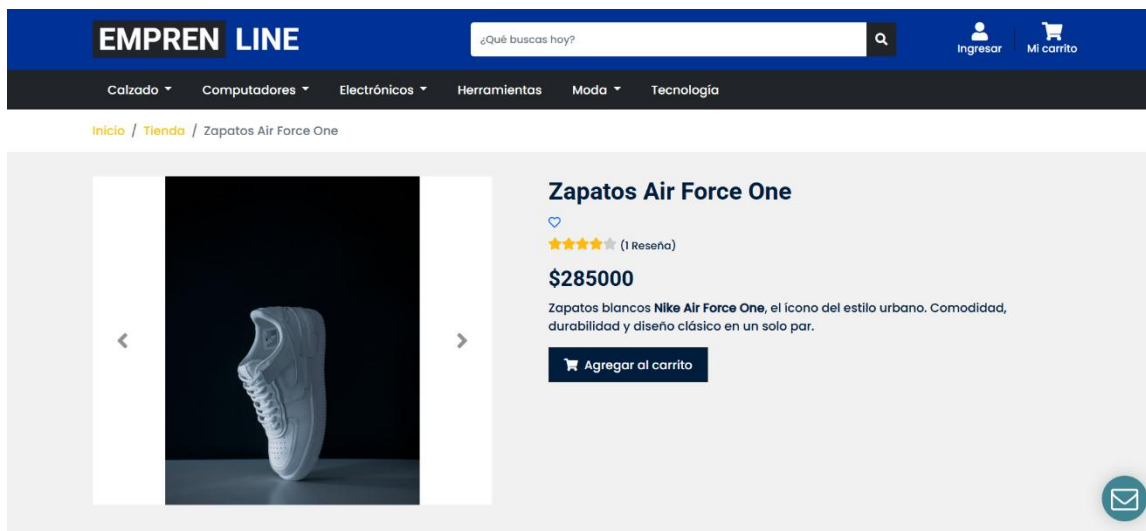 EMPREN LINE
¿Qué buscas hoy?
Ingresar
Mi carrito
Calzado Computadores Electrónicos Herramientas Moda Tecnología
Inicio / Tienda / Zapatos Air Force One
Zapatos Air Force One
(1 Reseña)
$285000
Zapatos blancos Nike Air Force One, el ícono del estilo urbano. Comodidad,
durabilidad y diseño clásico en un solo par.
Agregar al carrito